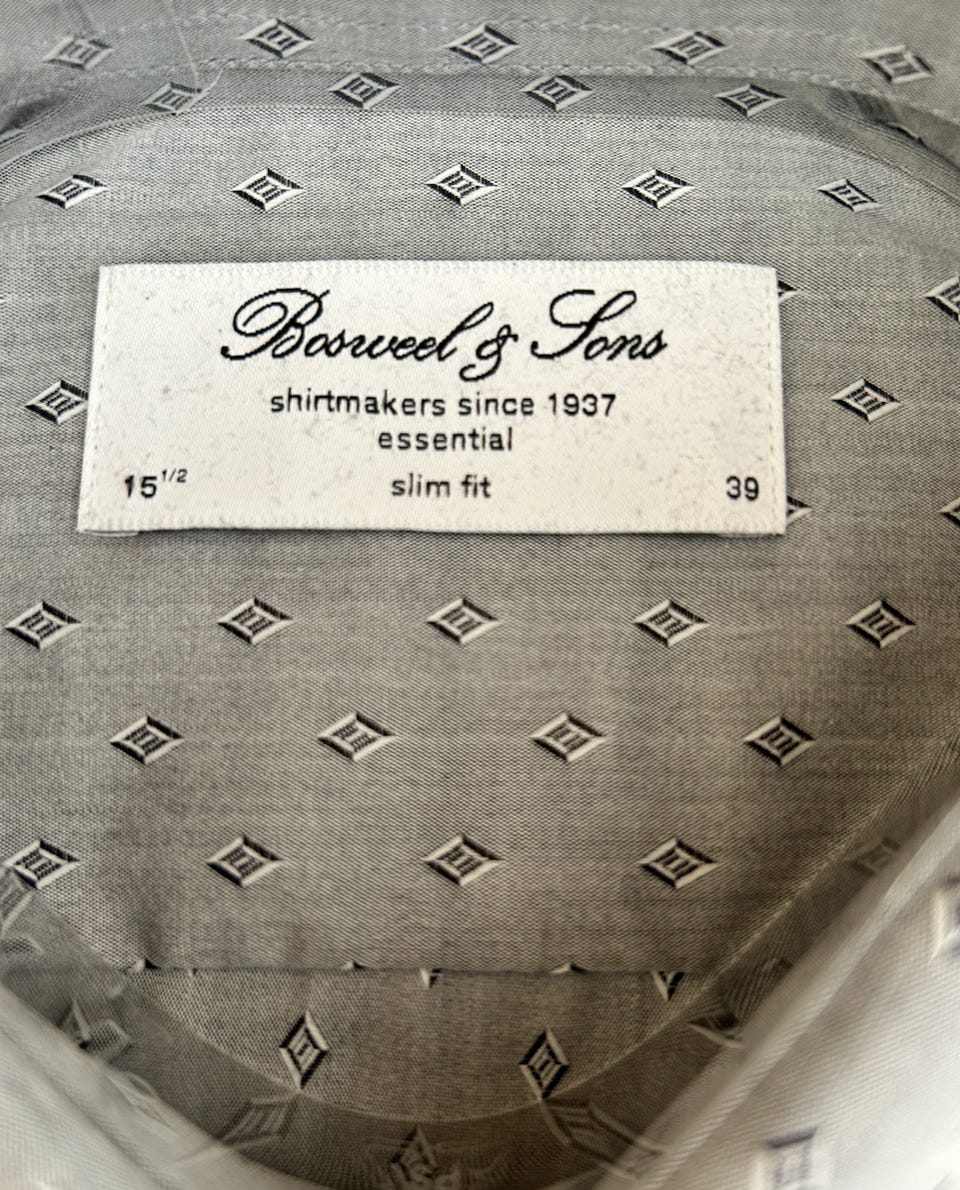 Bosweel & Sons
shirtmakers since 1937
essential
15 1/2 slim fit 39